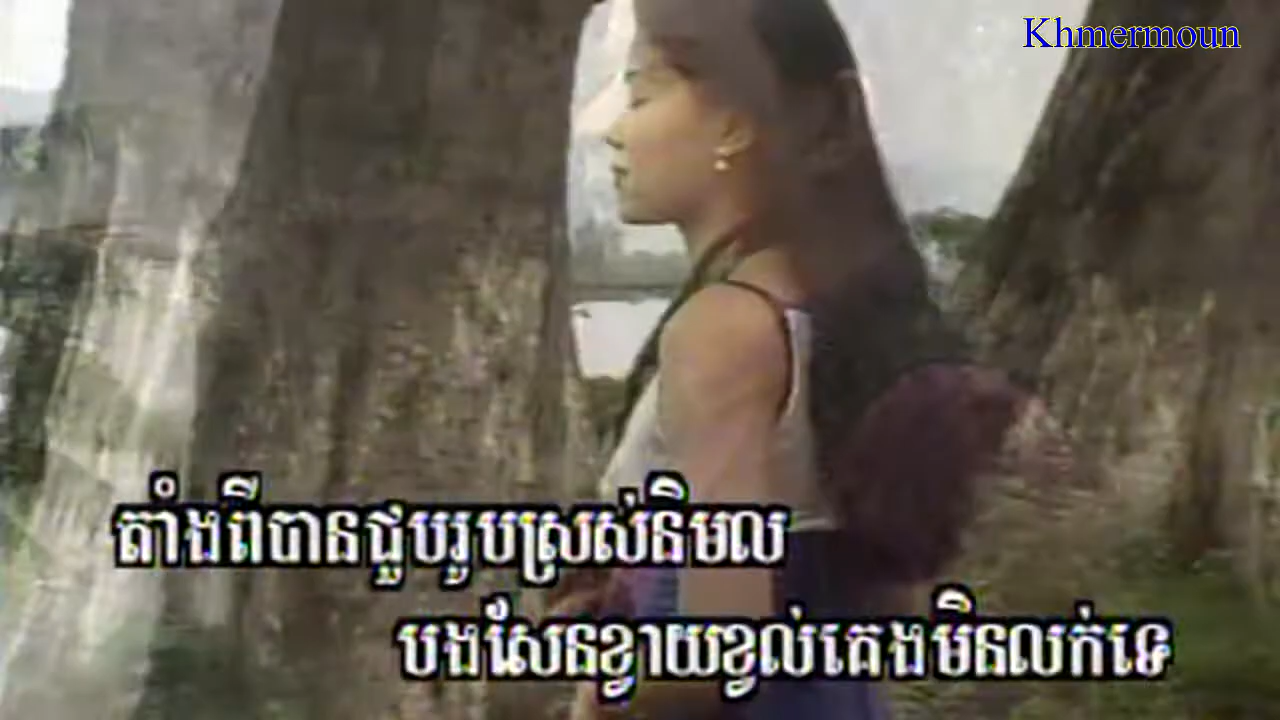 Khmermoun
តាំងពីបានជួបរូបស្រស់និមល
បងសែនខ្វាយខ្វល់គេងមិនលក់ទេ